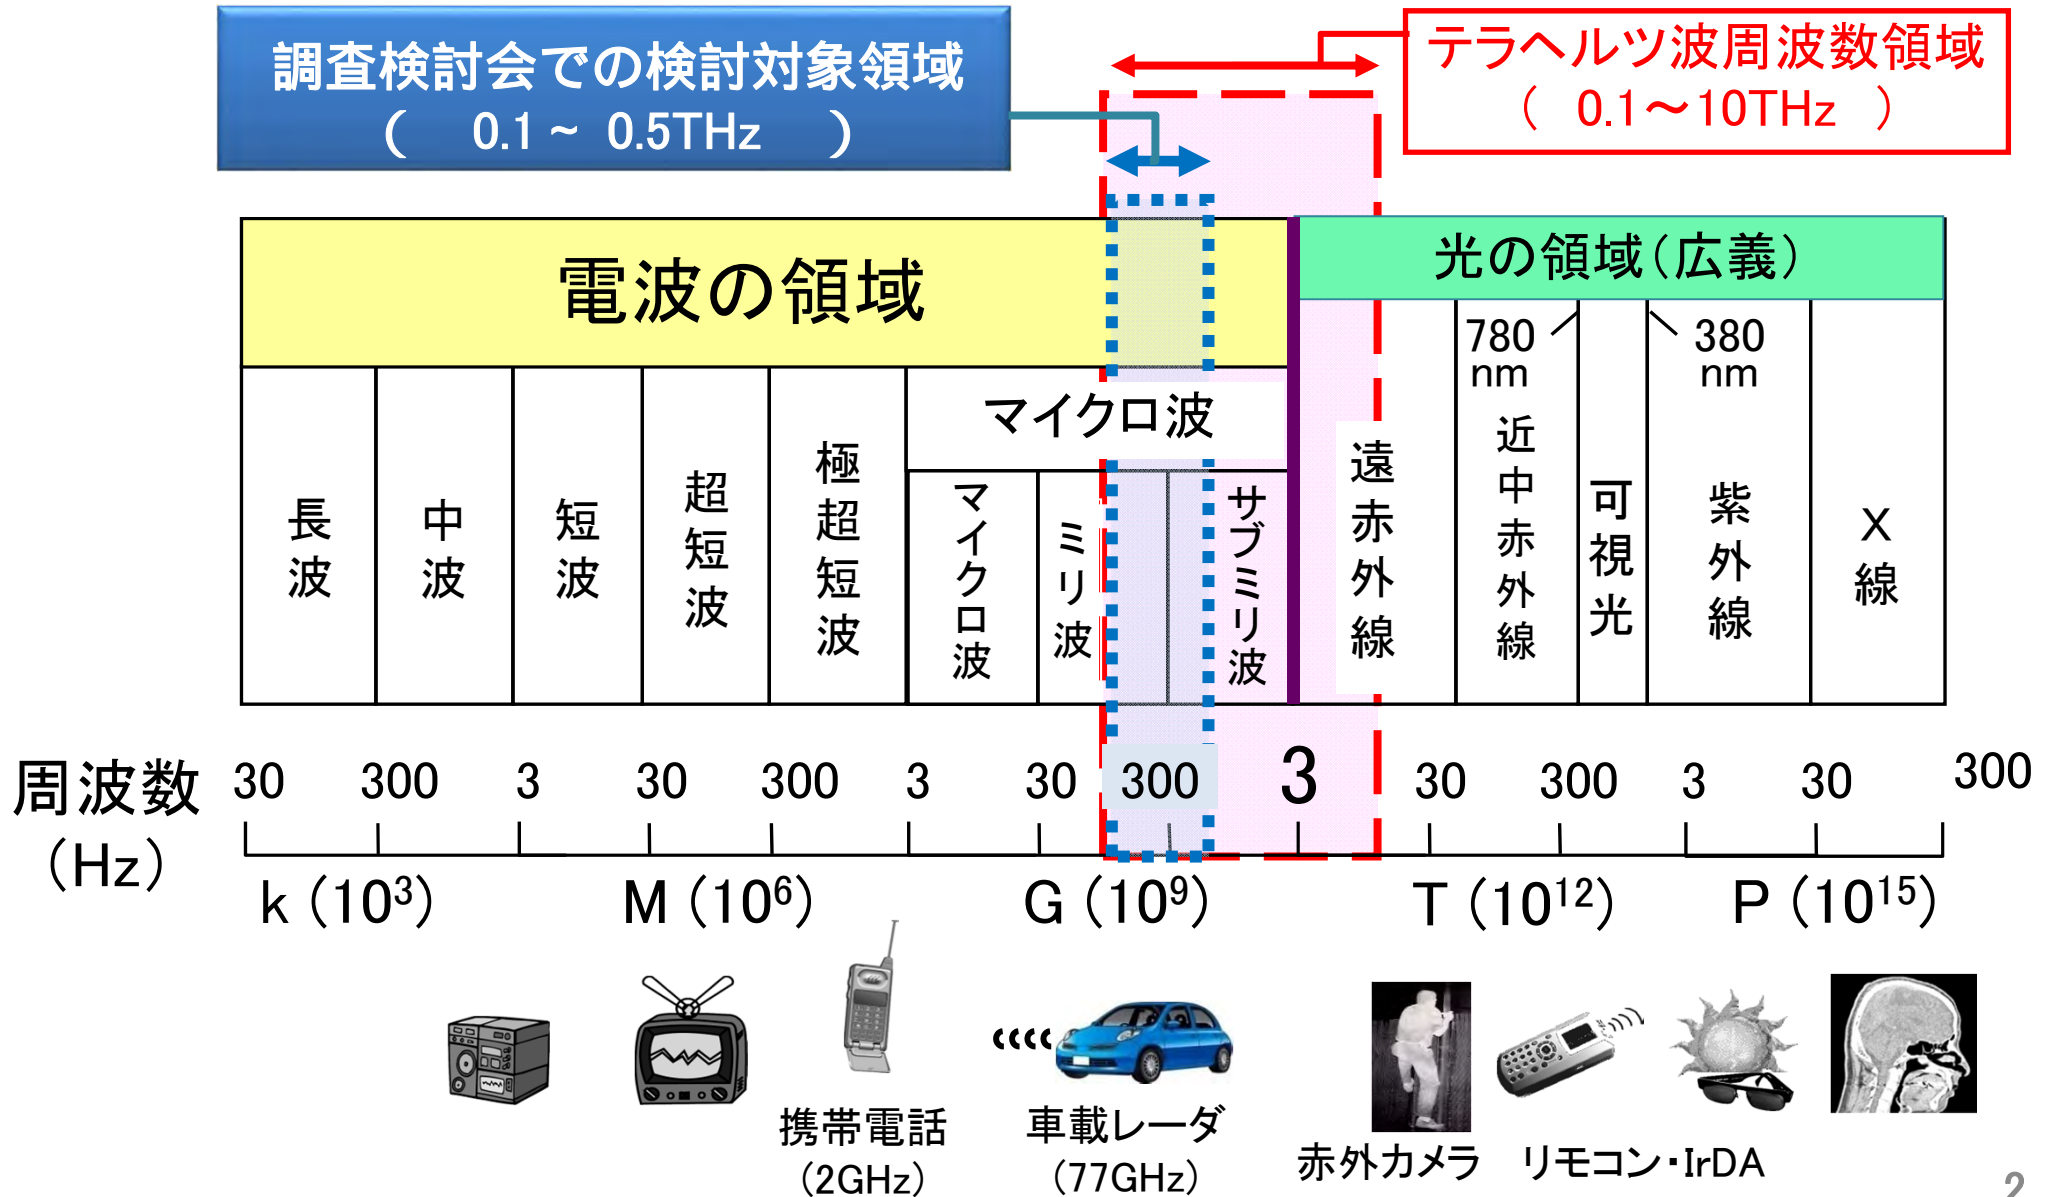 調査検討会での検討対象領域
( 0.1 ~ 0.5THz )
テラヘルツ波周波数領域
( 0.1～10THz )
電波の領域
光の領域(広義)
780
nm
380
nm
マイクロ波
長波
中波
短波
超短波
極超短波
マイクロ波
ミリ波
サブミリ波
遠赤外線
近中赤外線
可視光
紫外線
X線
周波数
(Hz)
30 300 3 30 300 3 30 300 3 30 300 3 30 300
k (10³) M (10⁶) G (10⁹) T (10¹²) P (10¹⁵)
携帯電話
(2GHz)
車載レーダ
(77GHz)
赤外カメラ
リモコン・IrDA
2